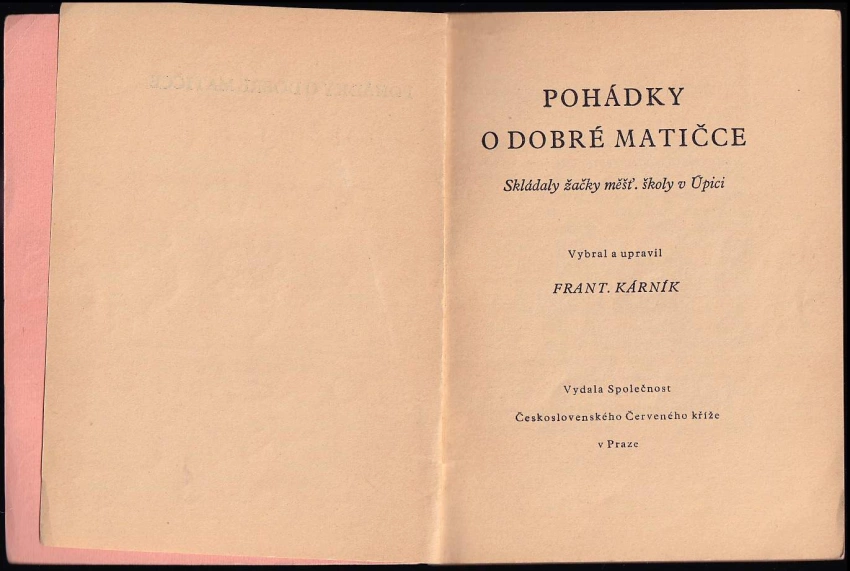 POHÁDKY
O DOBRÉ MATIČCE
Skládaly žačky měšť. školy v Úpici
Vybral a upravil
FRANT. KÁRNÍK
Vydala Společnost
Československého Červeného kříže
v Praze